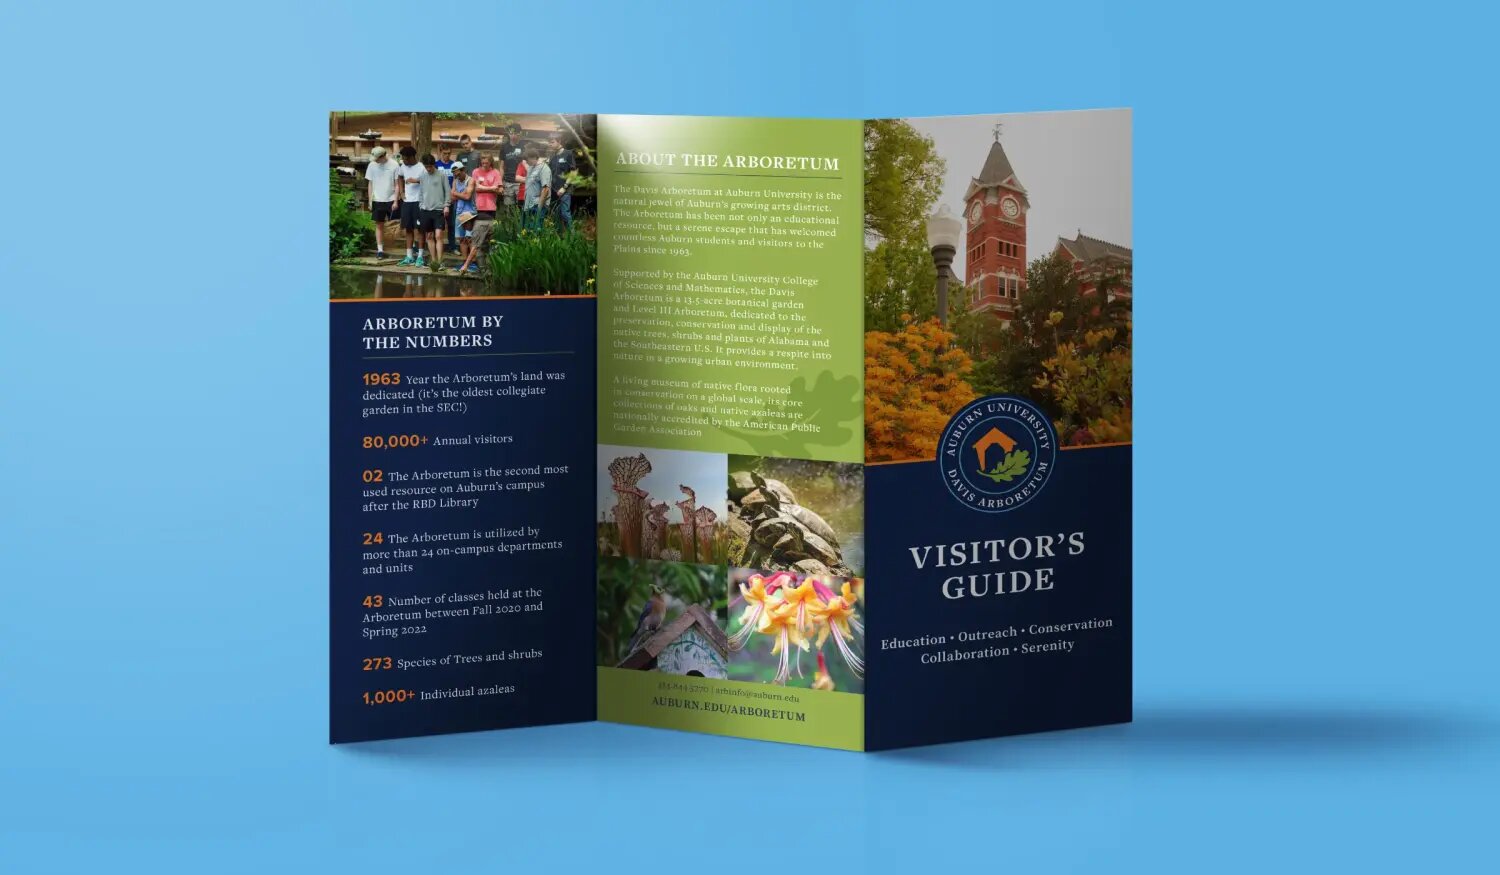 ARBORETUM BY
THE NUMBERS
1963 Year the Arboretum's land was
dedicated (it's the oldest collegiate
garden in the SEC!)
80,000+ Annual visitors
02 The Arboretum is the second most
used resource on Auburn's campus
after the RBD Library
24 The Arboretum is utilized by
more than 24 on-campus departments
and units
43 Number of classes held at the
Arboretum between Fall 2020 and
Spring 2022
273 Species of Trees and shrubs
1,000+ Individual azaleas
ABOUT THE ARBORETUM
The Davis Arboretum at Auburn University is the
natural jewel of Auburn's growing arts district.
The Arboretum has been not only an educational
resource, but a serene escape that has welcomed
countless Auburn students and visitors to the
Plains since 1963.
Supported by the Auburn University College
of Sciences and Mathematics, the Davis
Arboretum is a 13.5-acre botanical garden
and Level III Arboretum, dedicated to the
preservation, conservation and display of the
native trees, shrubs and plants of Alabama and
the Southeastern U.S. It provides a respite into
nature in a growing urban environment.
A living museum of native flora rooted
in conservation on a global scale, its core
collections of oaks and native azaleas are
nationally accredited by the American Public
Garden Association
334-844-5770 | arbinfo@auburn.edu
AUBURN.EDU/ARBORETUM
AUBURN UNIVERSITY
DAVIS ARBORETUM
VISITOR'S
GUIDE
Education • Outreach • Conservation
Collaboration • Serenity